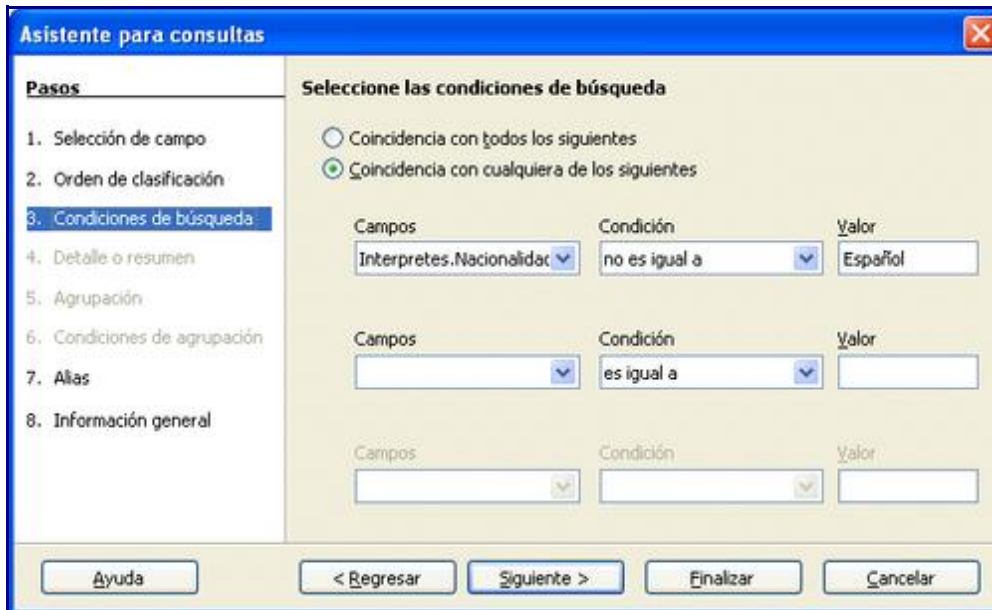 Asistente para consultas
Pasos
1. Selección de campo
2. Orden de clasificación
3. Condiciones de búsqueda
4. Detalle o resumen
5. Agrupación
6. Condiciones de agrupación
7. Alias
8. Información general
Seleccione las condiciones de búsqueda
Coincidencia con todos los siguientes
Coincidencia con cualquiera de los siguientes
Campos Condición Valor
Interpretes.Nacionalidac no es igual a Español
Campos Condición Valor
es igual a
Campos Condición Valor
Ayuda < Regresar Siguiente > Finalizar Cancelar